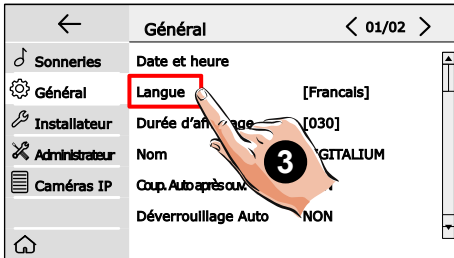 Général
01/02
Sonneries
Général
Installateur
Administrateur
Caméras IP
Date et heure
Langue [Francais]
[030]
Nom
Coup. Auto après ouv.
Déverrouillage Auto NON
3